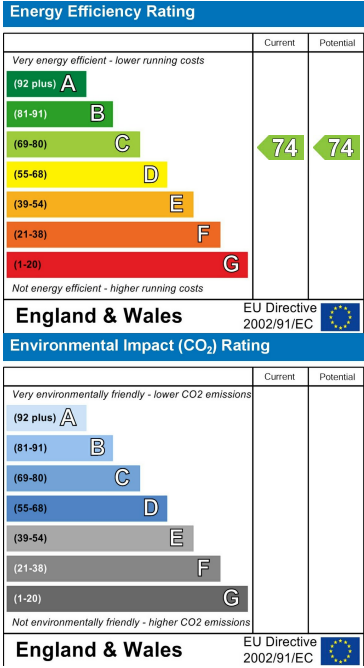 Energy Efficiency Rating
Current Potential
Very energy efficient - lower running costs
(92 plus) A
(81-91) B
(69-80) C 74 74
(55-68) D
(39-54) E
(21-38) F
(1-20) G
Not energy efficient - higher running costs
England & Wales EU Directive 2002/91/EC
Environmental Impact (CO₂) Rating
Current Potential
Very environmentally friendly - lower CO2 emissions
(92 plus) A
(81-91) B
(69-80) C
(55-68) D
(39-54) E
(21-38) F
(1-20) G
Not environmentally friendly - higher CO2 emissions
England & Wales EU Directive 2002/91/EC